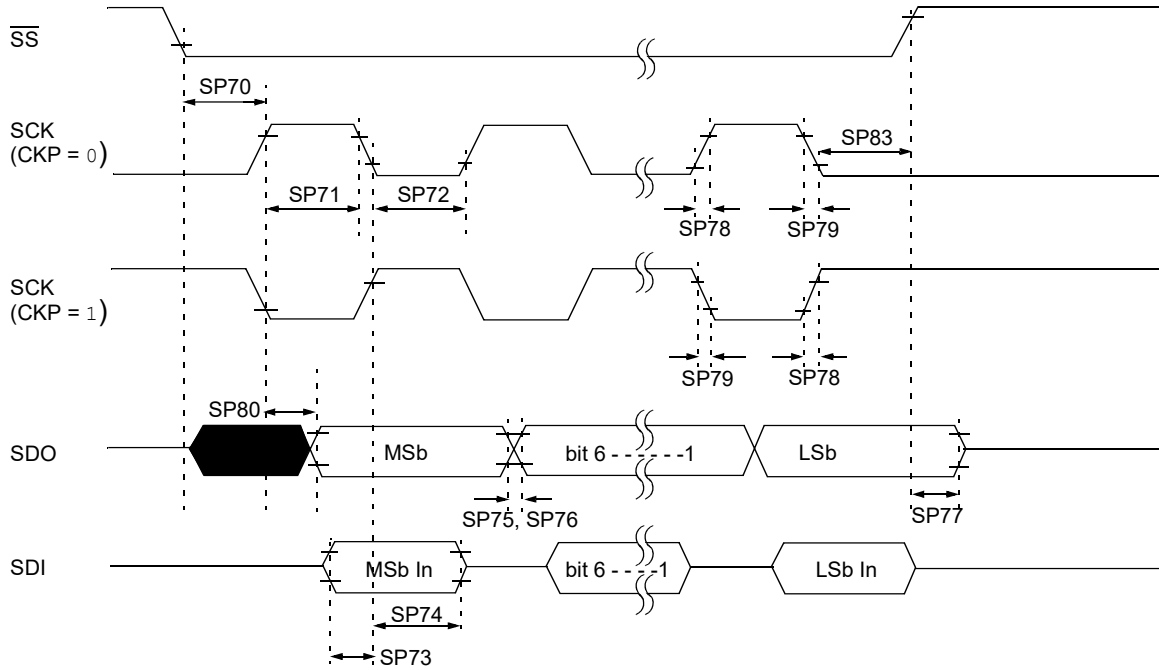 SS
SP70
SCK
(CKP = 0)
SP83
SP71
SP72
SP78
SP79
SCK
(CKP = 1)
SP79
SP78
SP80
SDO
MSb
bit 6 - - - - - -1
LSb
SP75, SP76
SP77
SDI
MSb In
bit 6 - - - - -1
LSb In
SP74
SP73